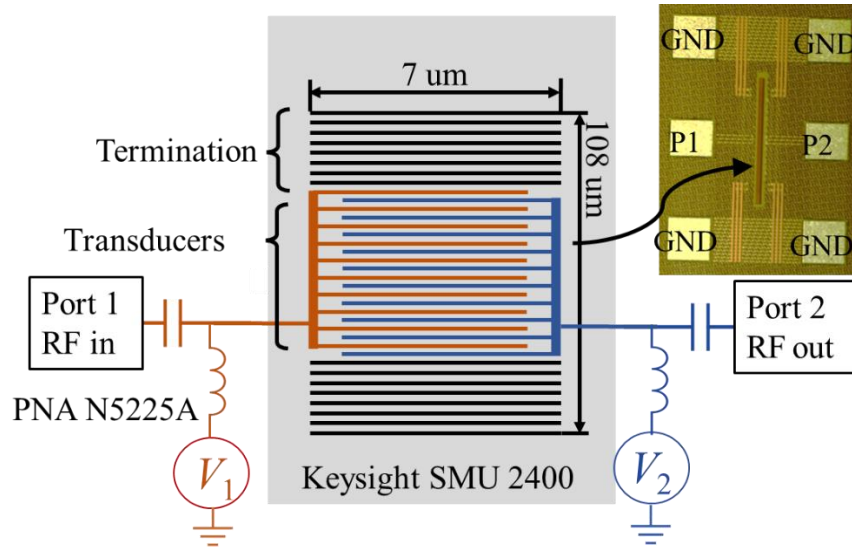 7 um
108 um
Termination
Transducers
Port 1
RF in
PNA N5225A
V1
Keysight SMU 2400
V2
Port 2
RF out
GND
GND
P1
P2
GND
GND